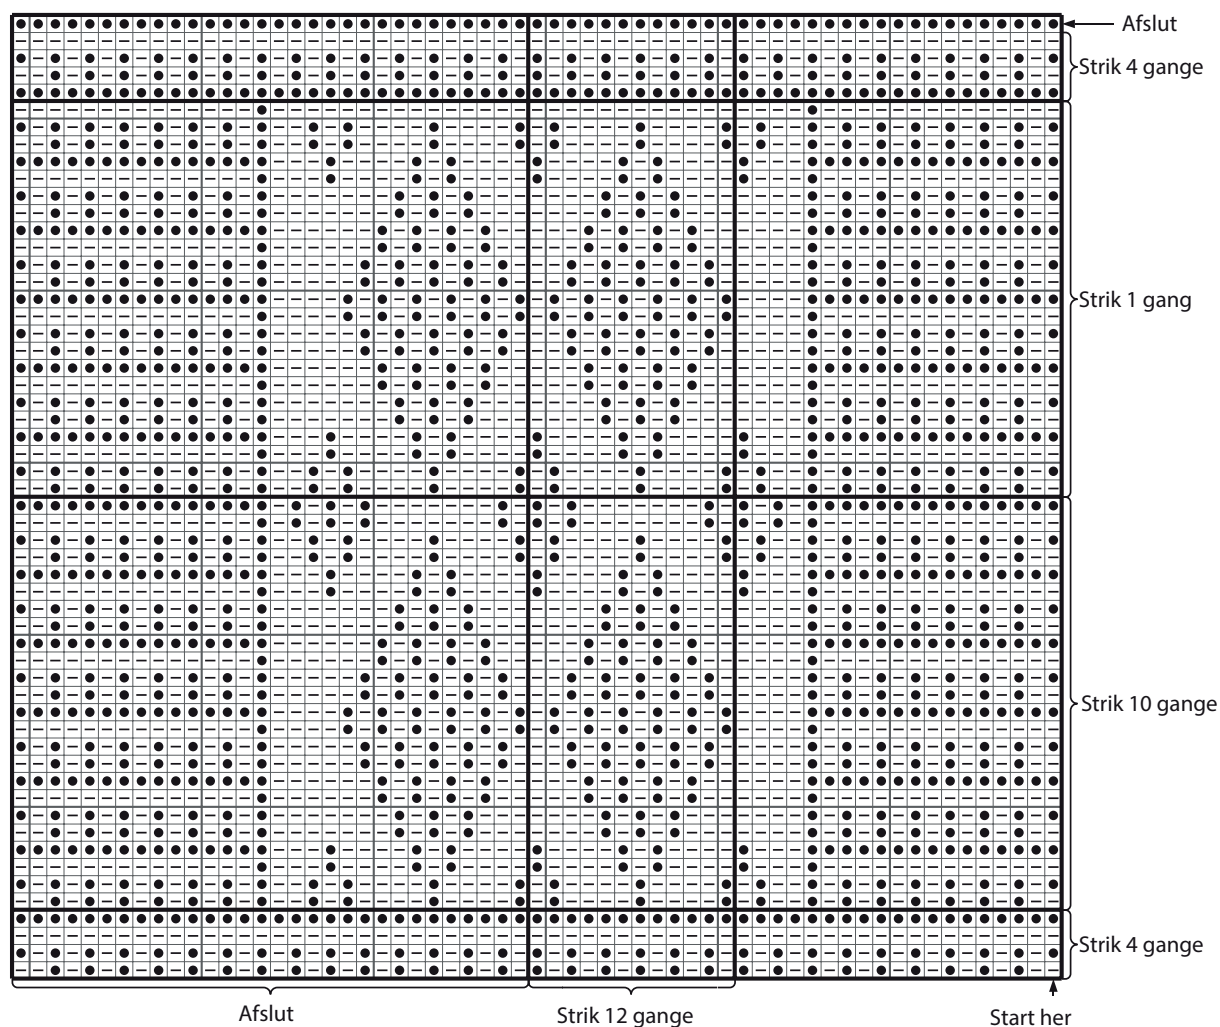 Afslut
Strik 4 gange
Strik 1 gang
Strik 10 gange
Strik 4 gange
Afslut
Strik 12 gange
Start her